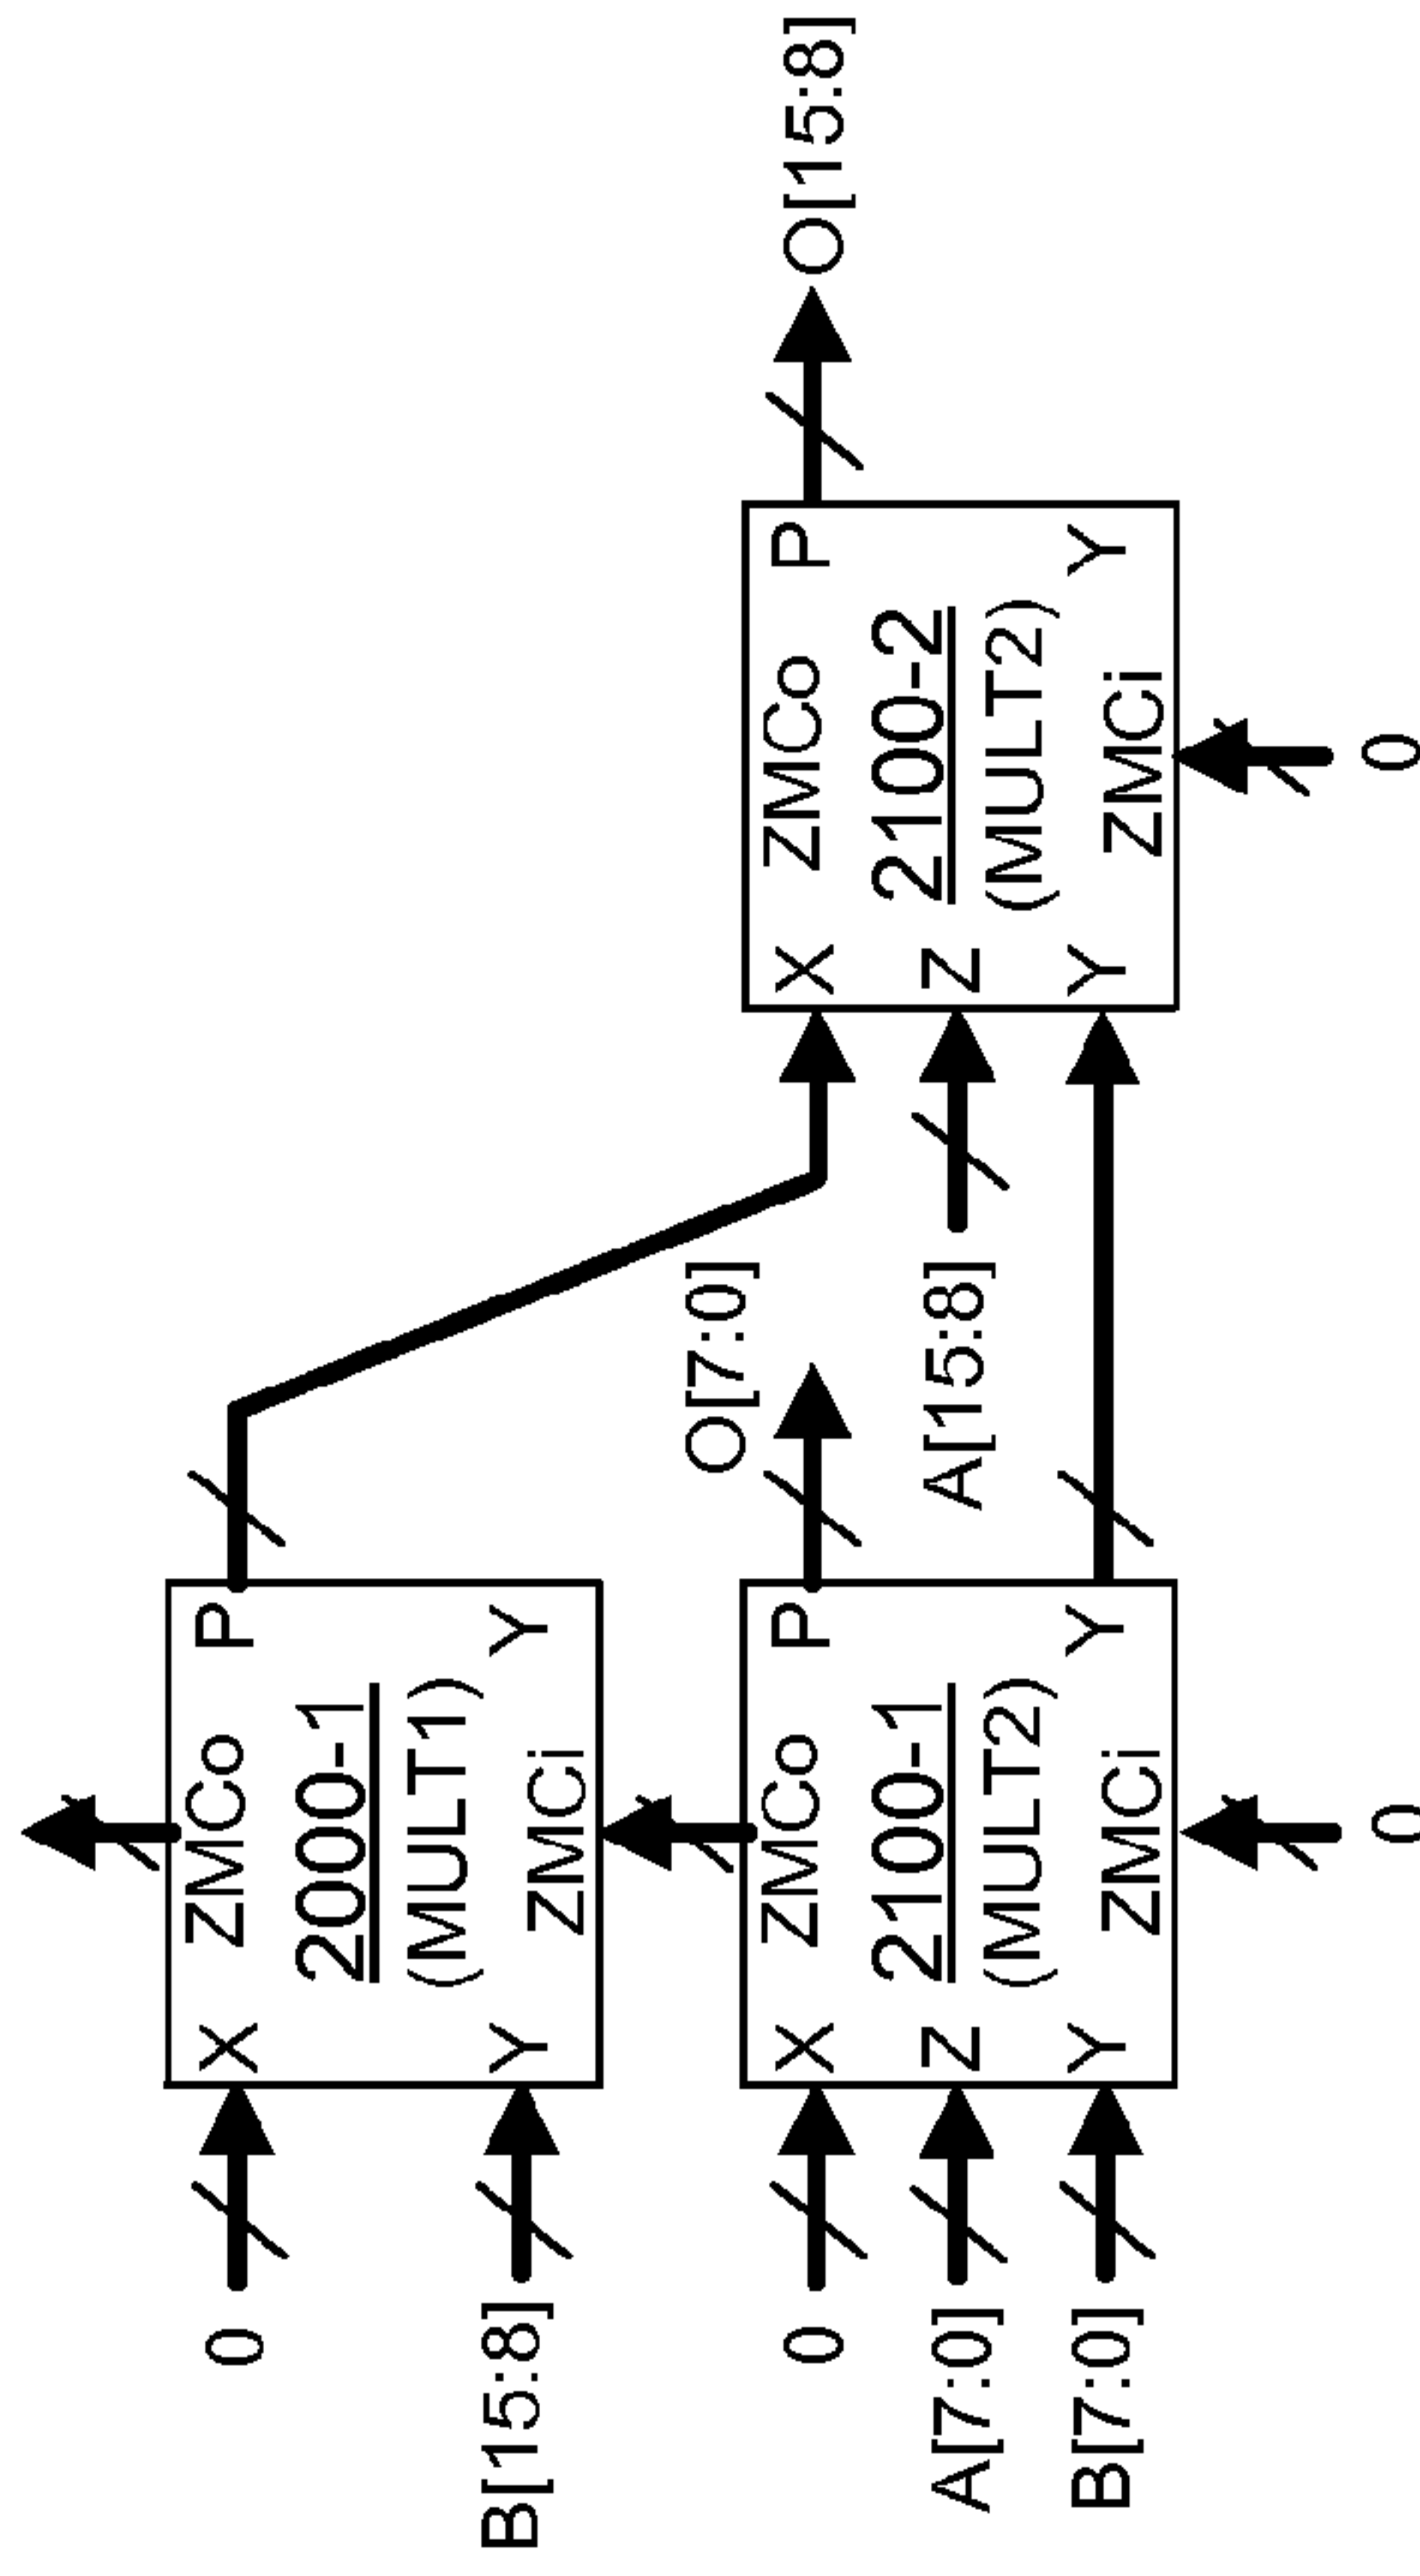 0
B[15:8]
X ZMCo P
2000-1
(MULT1)
Y ZMCi Y
0
A[7:0]
B[7:0]
X ZMCo P
Z 2100-1
(MULT2)
Y ZMCi Y
0
O[7:0]
A[15:8]
X ZMCo P
Z 2100-2
(MULT2)
Y ZMCi Y
0
O[15:8]